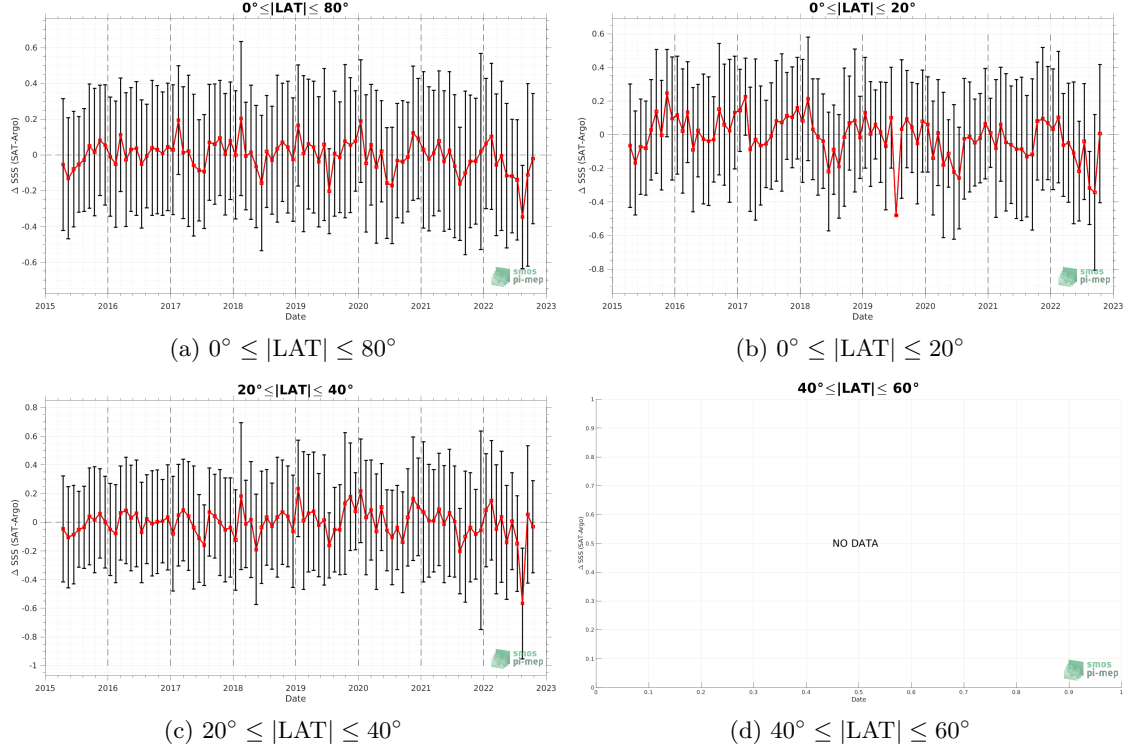 0°≤|LAT|≤ 80°
Δ SSS (SAT-Argo)
0.6
0.4
0.2
0
-0.2
-0.4
-0.6
2015 2016 2017 2018 2019 2020 2021 2022 2023
Date
smos
pi-mep
(a) 0° ≤ |LAT| ≤ 80°
0°≤|LAT|≤ 20°
Δ SSS (SAT-Argo)
0.6
0.4
0.2
0
-0.2
-0.4
-0.6
-0.8
2015 2016 2017 2018 2019 2020 2021 2022 2023
Date
smos
pi-mep
(b) 0° ≤ |LAT| ≤ 20°
20°≤|LAT|≤ 40°
Δ SSS (SAT-Argo)
0.8
0.6
0.4
0.2
0
-0.2
-0.4
-0.6
-0.8
-1
2015 2016 2017 2018 2019 2020 2021 2022 2023
Date
smos
pi-mep
(c) 20° ≤ |LAT| ≤ 40°
40°≤|LAT|≤ 60°
Δ SSS (SAT-Argo)
1
0.9
0.8
0.7
0.6
0.5
0.4
0.3
0.2
0.1
0
NO DATA
0 0.1 0.2 0.3 0.4 0.5 0.6 0.7 0.8 0.9 1
Date
smos
pi-mep
(d) 40° ≤ |LAT| ≤ 60°